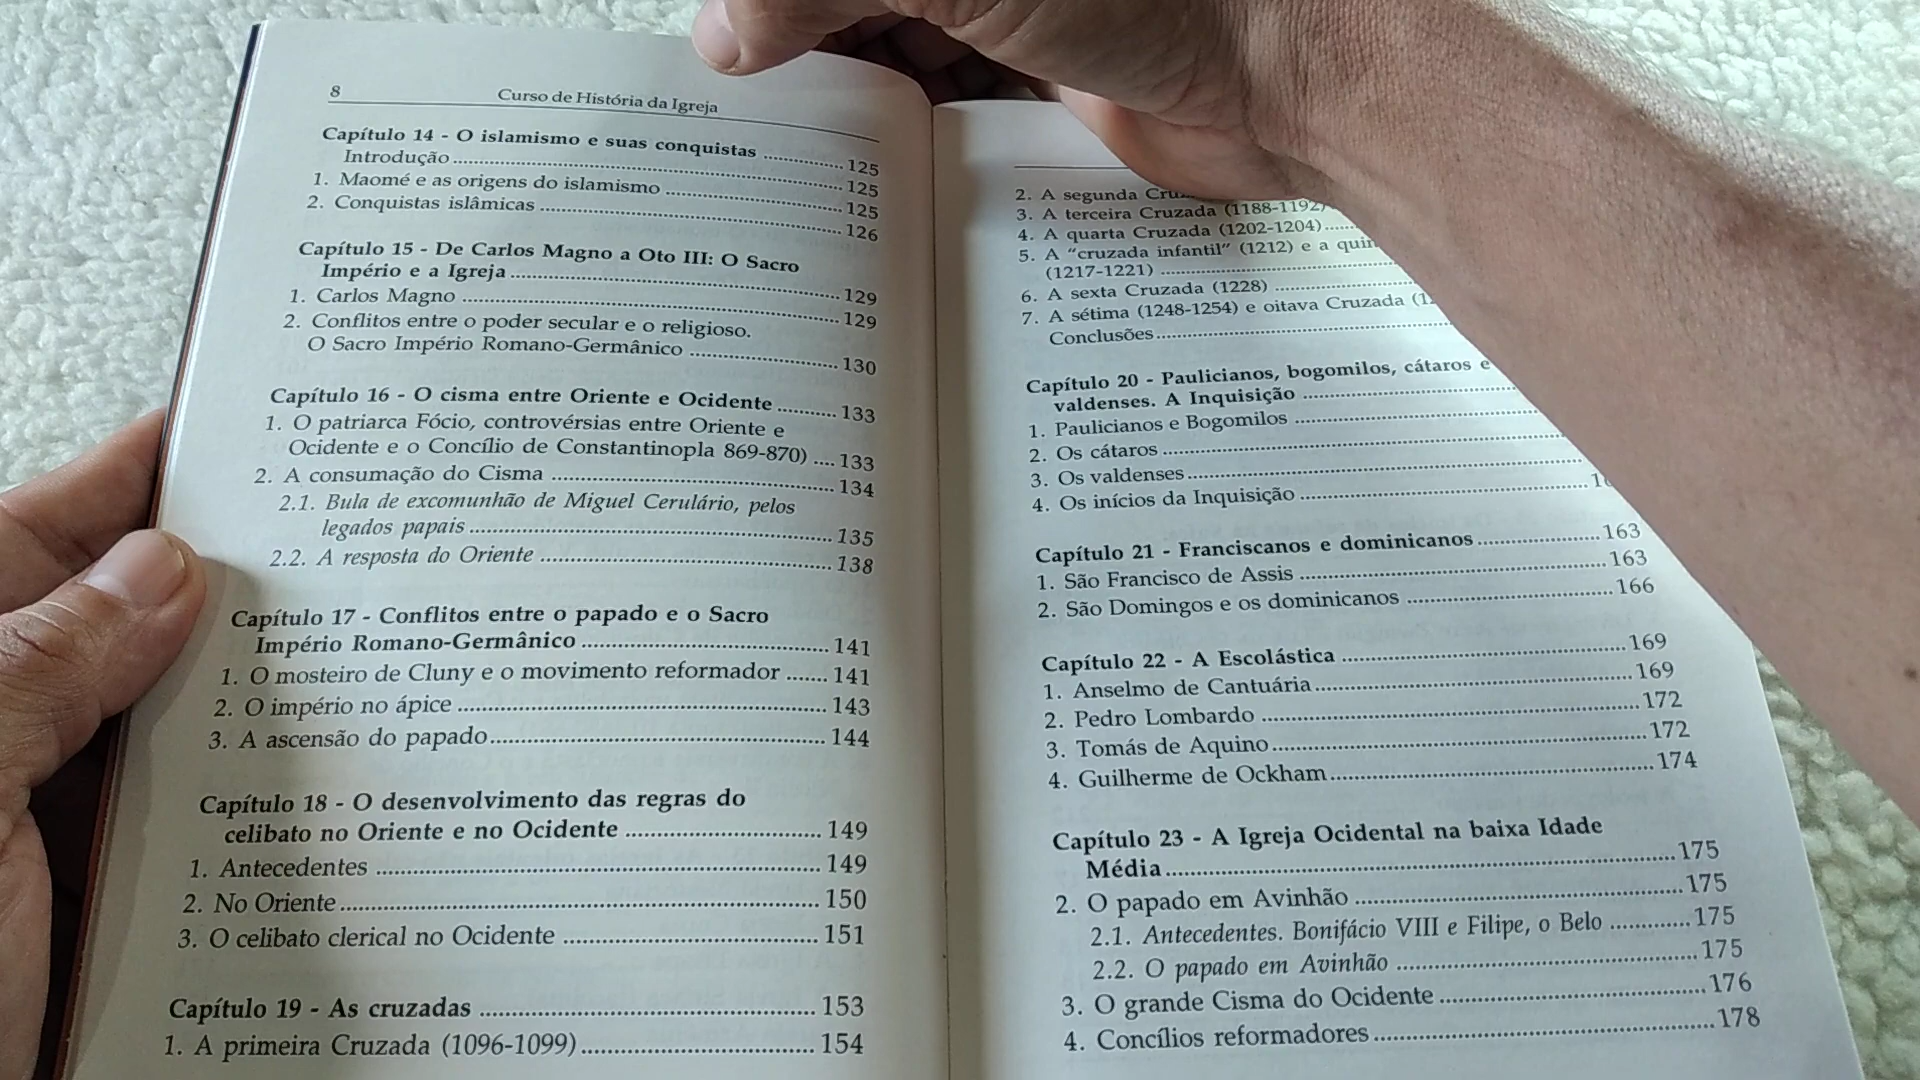 8
Curso de História da Igreja
Capítulo 14 - O islamismo e suas conquistas ............... 125
Introdução ............... 125
1. Maomé e as origens do islamismo ............... 125
2. Conquistas islâmicas ............... 126
Capítulo 15 - De Carlos Magno a Oto III: O Sacro
Império e a Igreja ............... 129
1. Carlos Magno ............... 129
2. Conflitos entre o poder secular e o religioso.
O Sacro Império Romano-Germânico ............... 130
Capítulo 16 - O cisma entre Oriente e Ocidente .......... 133
1. O patriarca Fócio, controvérsias entre Oriente e
Ocidente e o Concílio de Constantinopla 869-870) .... 133
2. A consumação do Cisma ............... 134
2.1. Bula de excomunhão de Miguel Cerulário, pelos
legados papais ............... 135
2.2. A resposta do Oriente ............... 138
Capítulo 17 - Conflitos entre o papado e o Sacro
Império Romano-Germânico ............... 141
1. O mosteiro de Cluny e o movimento reformador ....... 141
2. O império no ápice ............... 143
3. A ascensão do papado ............... 144
Capítulo 18 - O desenvolvimento das regras do
celibato no Oriente e no Ocidente ............... 149
1. Antecedentes ............... 149
2. No Oriente ............... 150
3. O celibato clerical no Ocidente ............... 151
Capítulo 19 - As cruzadas ............... 153
1. A primeira Cruzada (1096-1099) ............... 154
2. A segunda
3. A terceira Cruzada (1188-1192)
4. A quarta Cruzada (1202-1204) ......
5. A "cruzada infantil" (1212) e a
(1217-1221) ...............
6. A sexta Cruzada (1228) ...............
7. A sétima (1248-1254) e oitava Cruzada
Conclusões ...............
Capítulo 20 - Paulicianos, bogomilos, cátaros e
valdenses. A Inquisição ...............
1. Paulicianos e Bogomilos ...............
2. Os cátaros ...............
3. Os valdenses ...............
4. Os inícios da Inquisição ...............
Capítulo 21 - Franciscanos e dominicanos ............... 163
1. São Francisco de Assis ............... 163
2. São Domingos e os dominicanos ............... 166
Capítulo 22 - A Escolástica ............... 169
1. Anselmo de Cantuária ............... 169
2. Pedro Lombardo ............... 172
3. Tomás de Aquino ............... 172
4. Guilherme de Ockham ............... 174
Capítulo 23 - A Igreja Ocidental na baixa Idade
Média ............... 175
2. O papado em Avinhão ............... 175
2.1. Antecedentes. Bonifácio VIII e Filipe, o Belo ............ 175
2.2. O papado em Avinhão ............... 175
3. O grande Cisma do Ocidente ............... 176
4. Concílios reformadores ............... 178